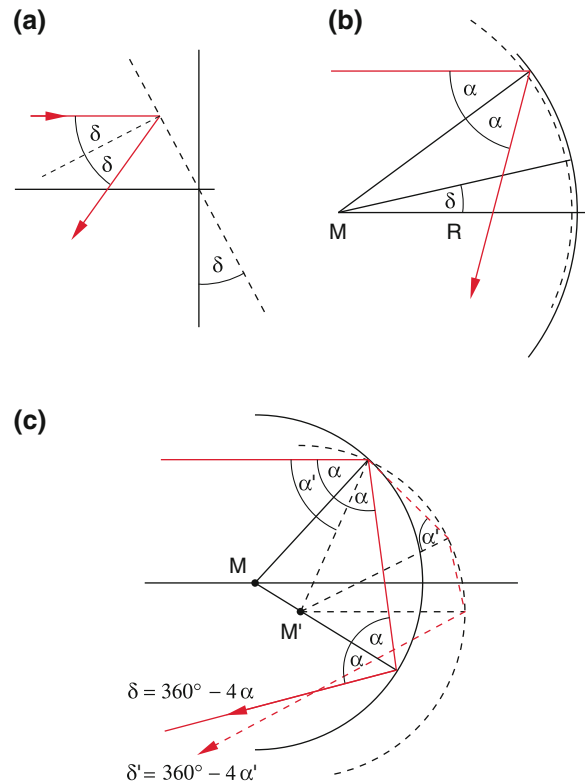 (a)
δ
δ
δ
(b)
α
α
δ
M
R
(c)
α
α'
α
α'
M
M'
α
α
δ = 360° − 4 α
δ' = 360° − 4 α'